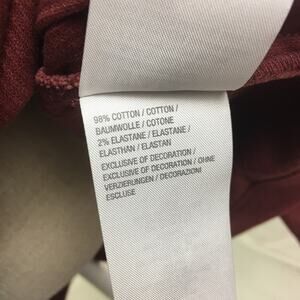 98% COTTON / COTTON /
BAUMWOLLE / COTONE
2% ELASTANE / ELASTANE /
ELASTHAN / ELASTAN
EXCLUSIVE OF DECORATION /
EXCLUSIVE OF DECORATION / OHNE
VERZIERUNGEN / DECORAZIONI
ESCLUSE